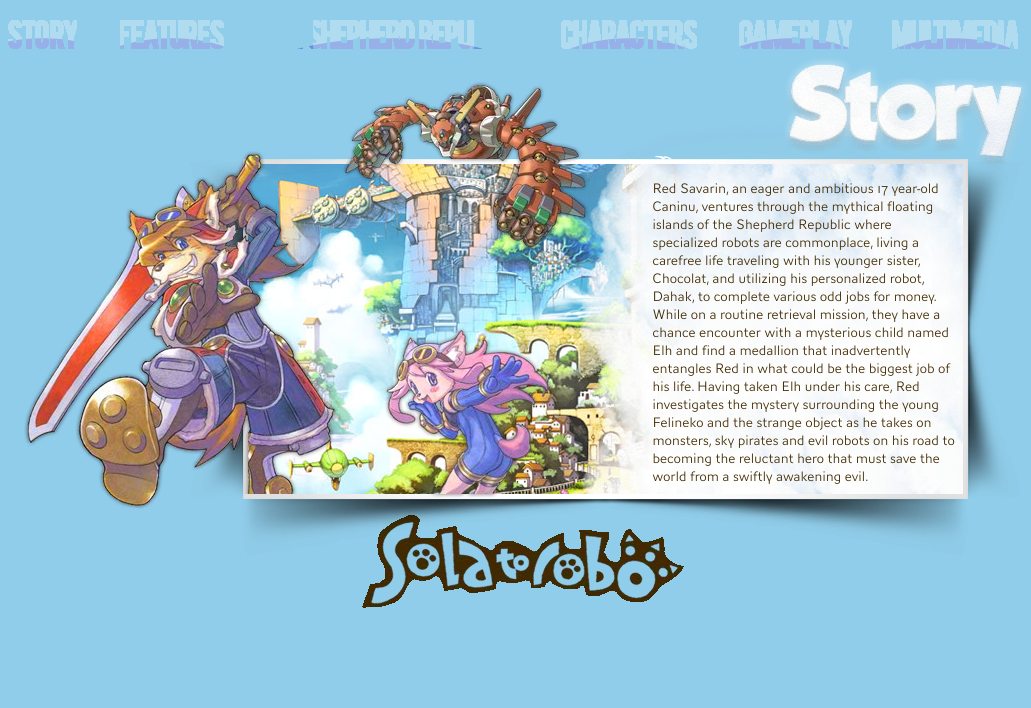 STORY FEATURES SHEPHERD REPU CHARACTERS GAMEPLAY MULTIMEDIA
Story
Red Savarin, an eager and ambitious 17 year-old
Caninu, ventures through the mythical floating
islands of the Shepherd Republic where
specialized robots are commonplace, living a
carefree life traveling with his younger sister,
Chocolat, and utilizing his personalized robot,
Dahak, to complete various odd jobs for money.
While on a routine retrieval mission, they have a
chance encounter with a mysterious child named
Elh and find a medallion that inadvertently
entangles Red in what could be the biggest job of
his life. Having taken Elh under his care, Red
investigates the mystery surrounding the young
Felineko and the strange object as he takes on
monsters, sky pirates and evil robots on his road to
becoming the reluctant hero that must save the
world from a swiftly awakening evil.
Solatorobo